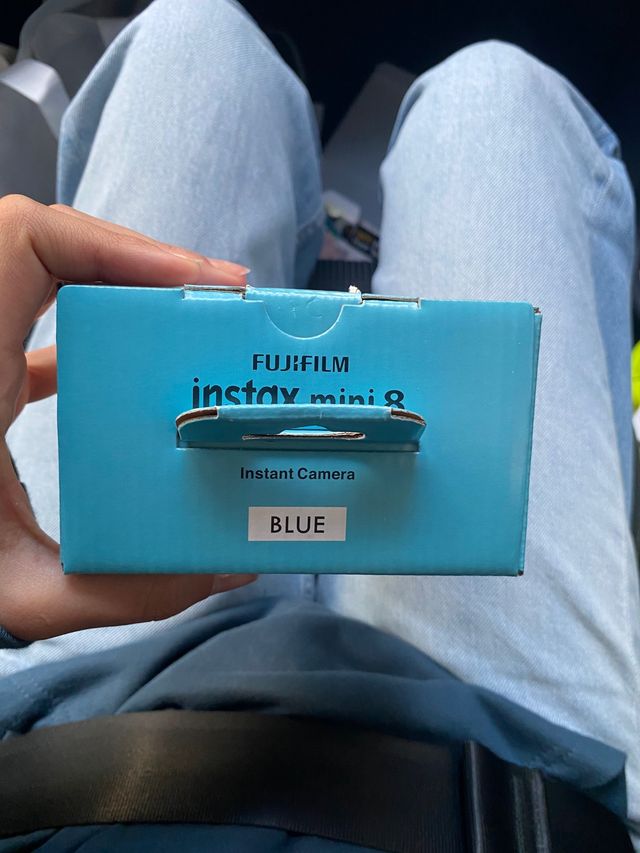 FUJIFILM
instax mini 8
Instant Camera
BLUE